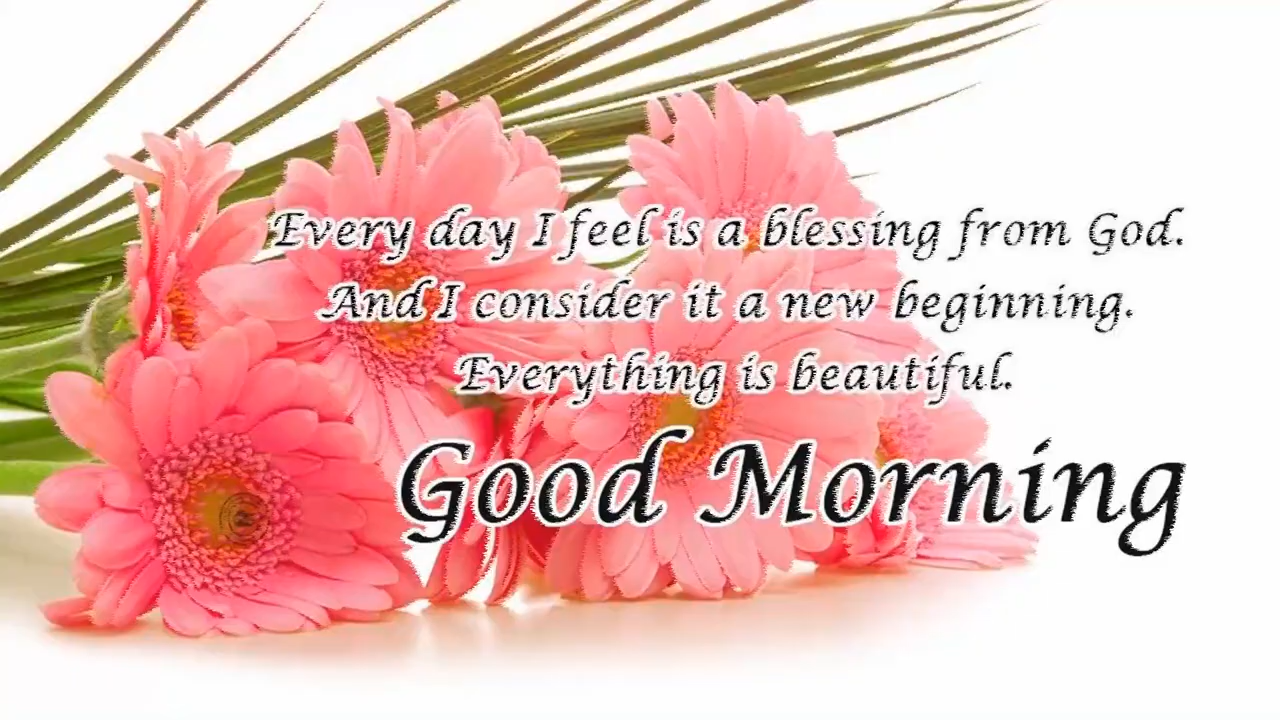 Every day I feel is a blessing from God.
And I consider it a new beginning.
Everything is beautiful.
Good Morning